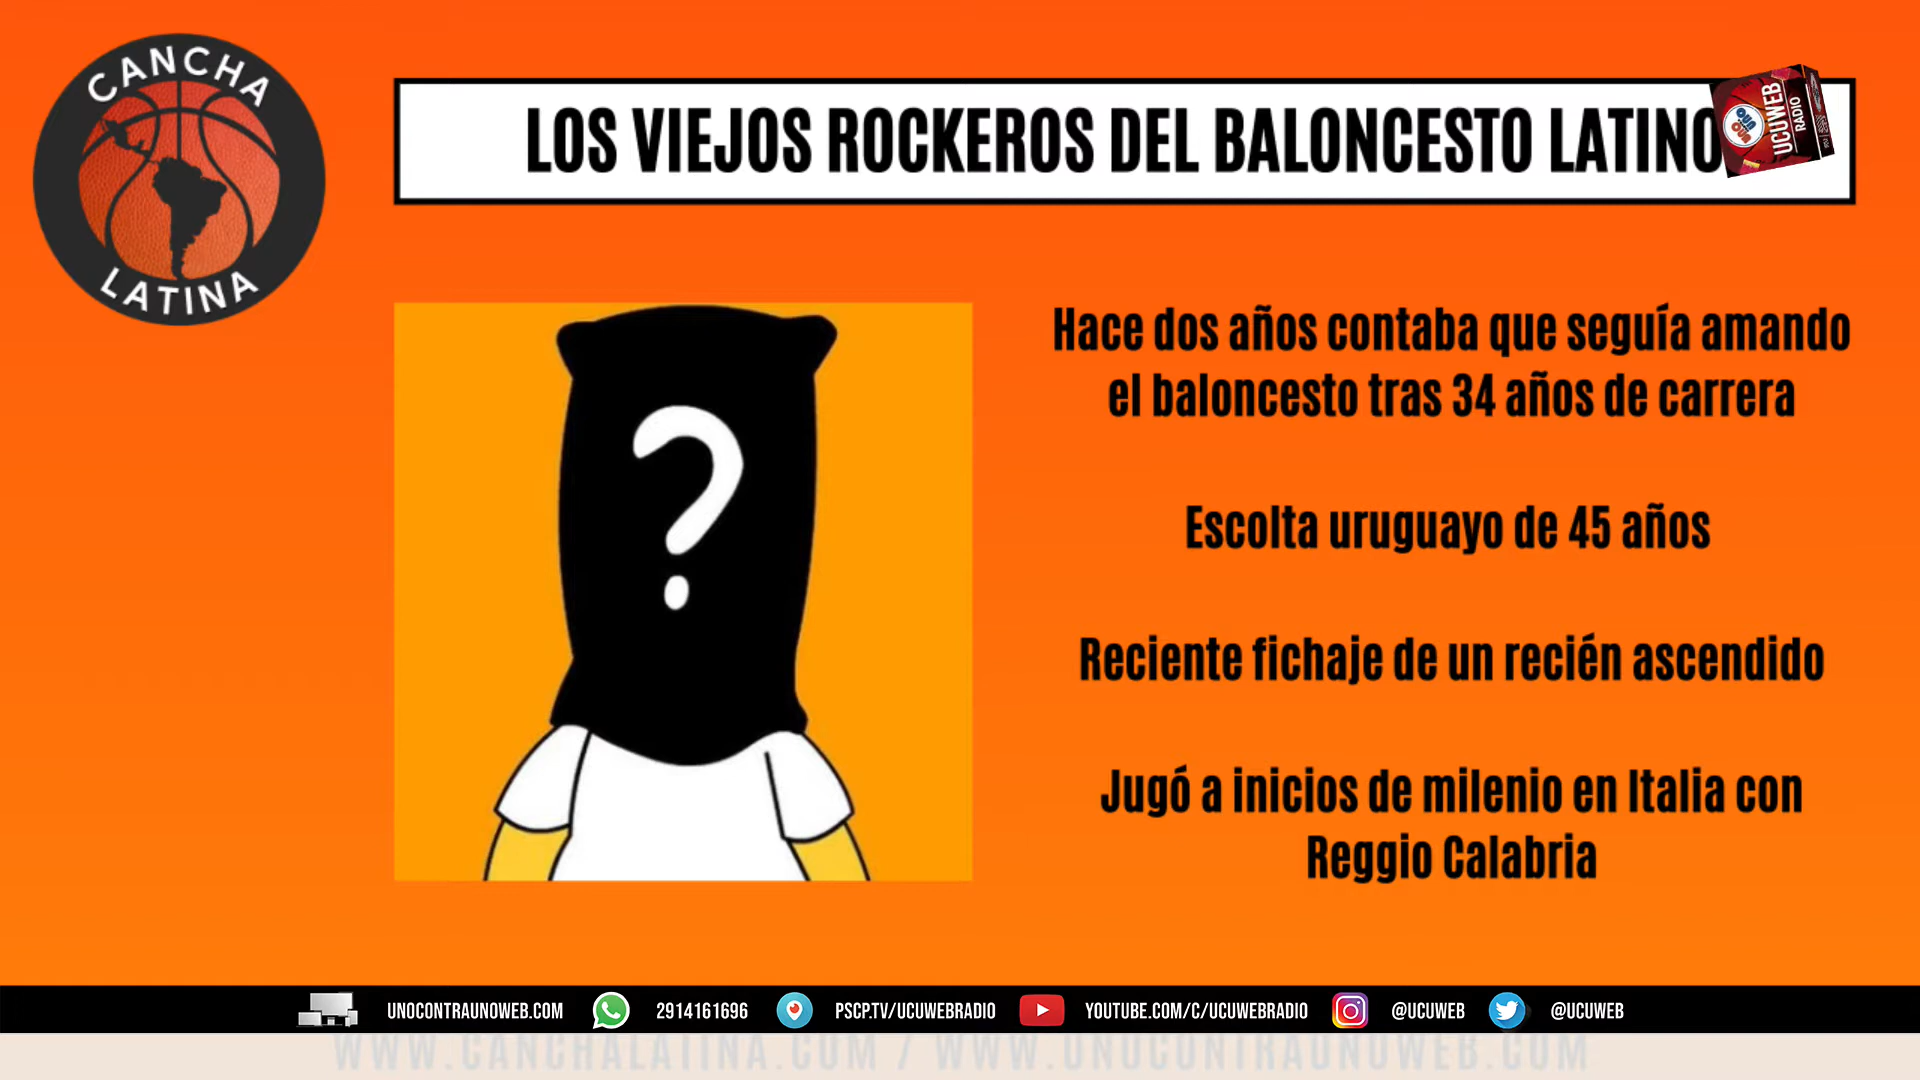 CANCHA
LATINA
LOS VIEJOS ROCKEROS DEL BALONCESTO LATINO
UCUWEB
RADIO
Hace dos años contaba que seguía amando
el baloncesto tras 34 años de carrera
?
Escolta uruguayo de 45 años
Reciente fichaje de un recién ascendido
Jugó a inicios de milenio en Italia con
Reggio Calabria
UNOCONTRAUNOWEB.COM 2914161696 PSCP.TV/UCUWEBRADIO YOUTUBE.COM/C/UCUWEBRADIO @UCUWEB @UCUWEB
WWW.CANCHALATINA.COM / WWW.UNOCONTRAUNOWEB.COM